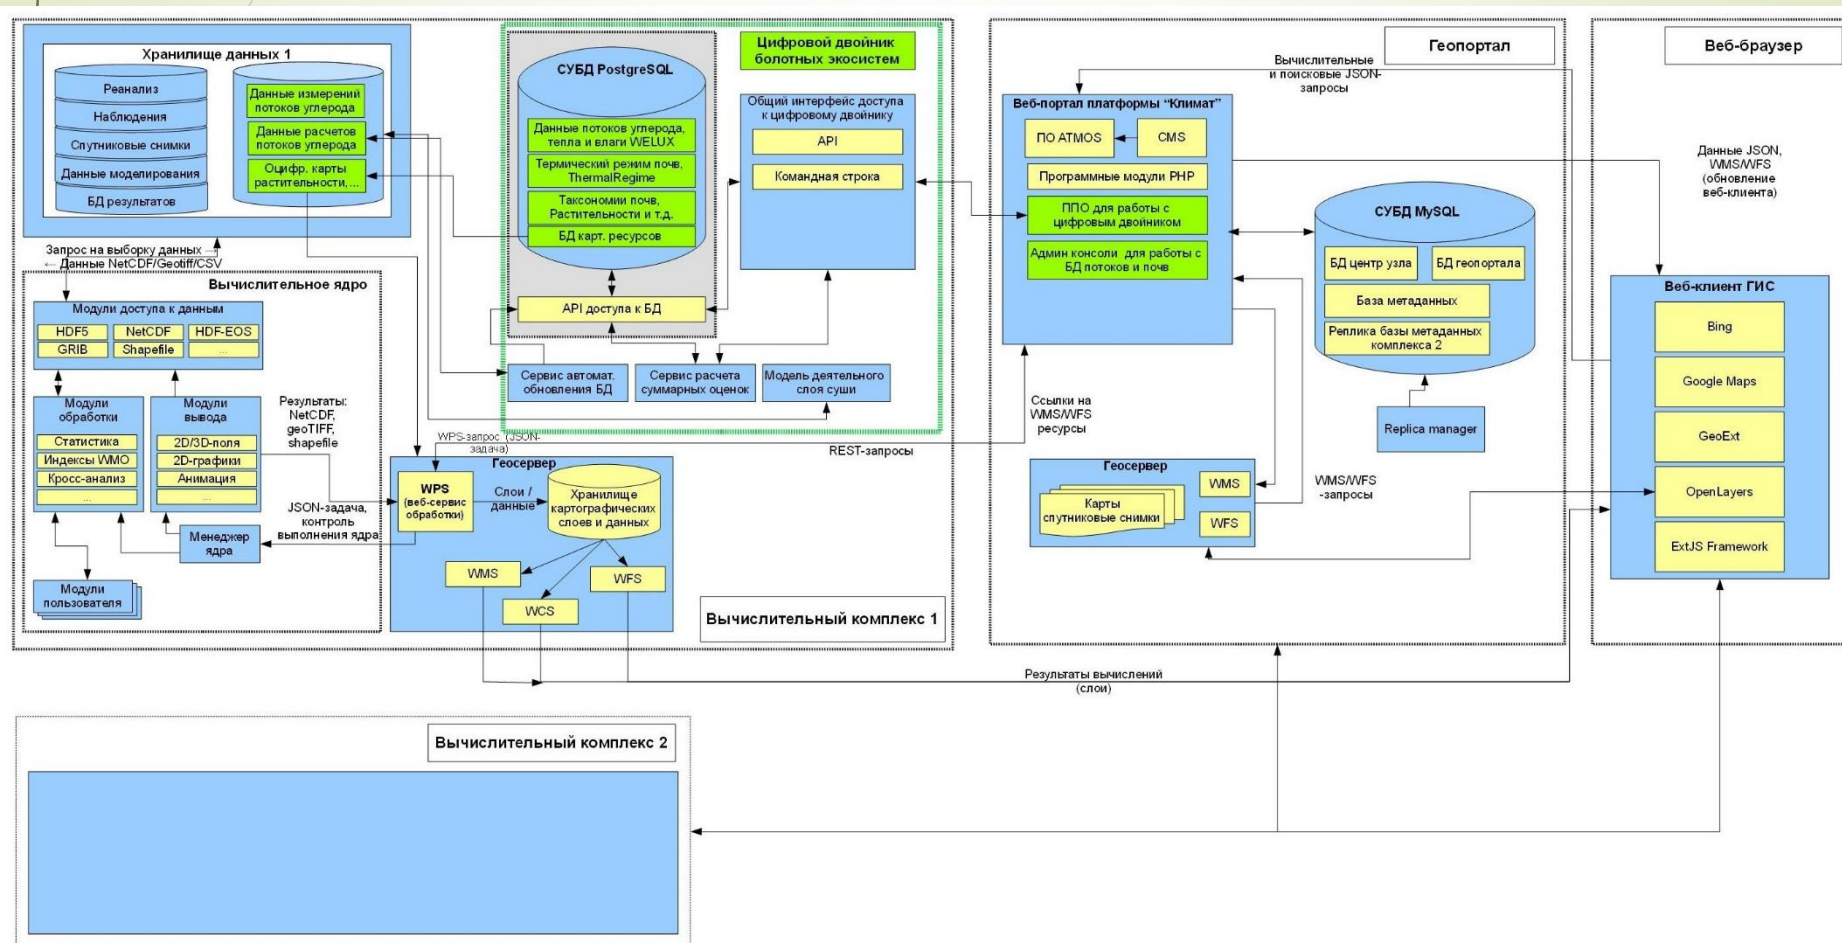 Хранилище данных 1
Реанализ
Наблюдения
Спутниковые снимки
Данные моделирования
БД результатов
Данные измерений
потоков углерода
Данные расчетов
потоков углерода
Оцифр. карты
растительности,...
Запрос на выборку данных →
← Данные NetCDF/Geotiff/CSV
Вычислительное ядро
Модули доступа к данным
HDF5
NetCDF
HDF-EOS
GRIB
Shapefile
...
Модули
обработки
Статистика
Индексы WMO
Кросс-анализ
...
Модули
вывода
2D/3D-поля
2D-графики
Анимация
...
Результаты:
NetCDF,
geoTIFF,
shapefile
JSON-задача,
контроль
выполнения ядра
Менеджер
ядра
Модули
пользователя
СУБД PostgreSQL
Данные потоков углерода,
тепла и влаги WELUX
Термический режим почв,
ThermalRegime
Таксономии почв,
Растительности и т.д.
БД карт. ресурсов
API доступа к БД
Цифровой двойник
болотных экосистем
Общий интерфейс доступа
к цифровому двойнику
API
Командная строка
Сервис автомат.
обновления БД
Сервис расчета
суммарных оценок
Модель деятельного
слоя суши
WPS-запрос (JSON-
задача)
REST-запросы
Геосервер
WPS
(веб-сервис
обработки)
Слои /
данные
Хранилище
картографических
слоев и данных
WMS
WCS
WFS
Вычислительный комплекс 1
Геопортал
Вычислительные
и поисковые JSON-
запросы
Веб-портал платформы “Климат”
ПО ATMOS
CMS
Программные модули PHP
ППО для работы с
цифровым двойником
Админ консоли для работы с
БД потоков и почв
СУБД MySQL
БД центр узла
БД геопортала
База метаданных
Реплика базы метаданных
комплекса 2
Replica manager
Ссылки на
WMS/WFS
ресурсы
Геосервер
Карты
спутниковые снимки
WMS
WFS
WMS/WFS
-запросы
Веб-браузер
Данные JSON,
WMS/WFS
(обновление
веб-клиента)
Веб-клиент ГИС
Bing
Google Maps
GeoExt
OpenLayers
ExtJS Framework
Результаты вычислений
(слои)
Вычислительный комплекс 2